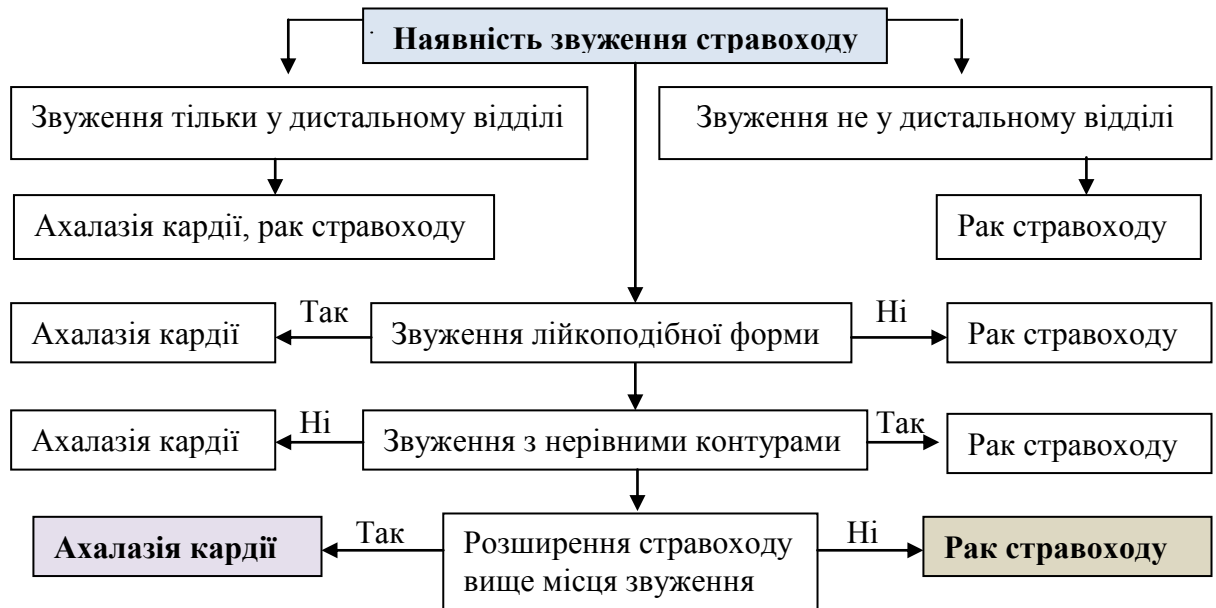 Наявність звуження стравоходу
Звуження тільки у дистальному відділі
Звуження не у дистальному відділі
Ахалазія кардії, рак стравоходу
Рак стравоходу
Ахалазія кардії
Так
Звуження лійкоподібної форми
Ні
Рак стравоходу
Ахалазія кардії
Ні
Звуження з нерівними контурами
Так
Рак стравоходу
Ахалазія кардії
Так
Розширення стравоходу
вище місця звуження
Ні
Рак стравоходу